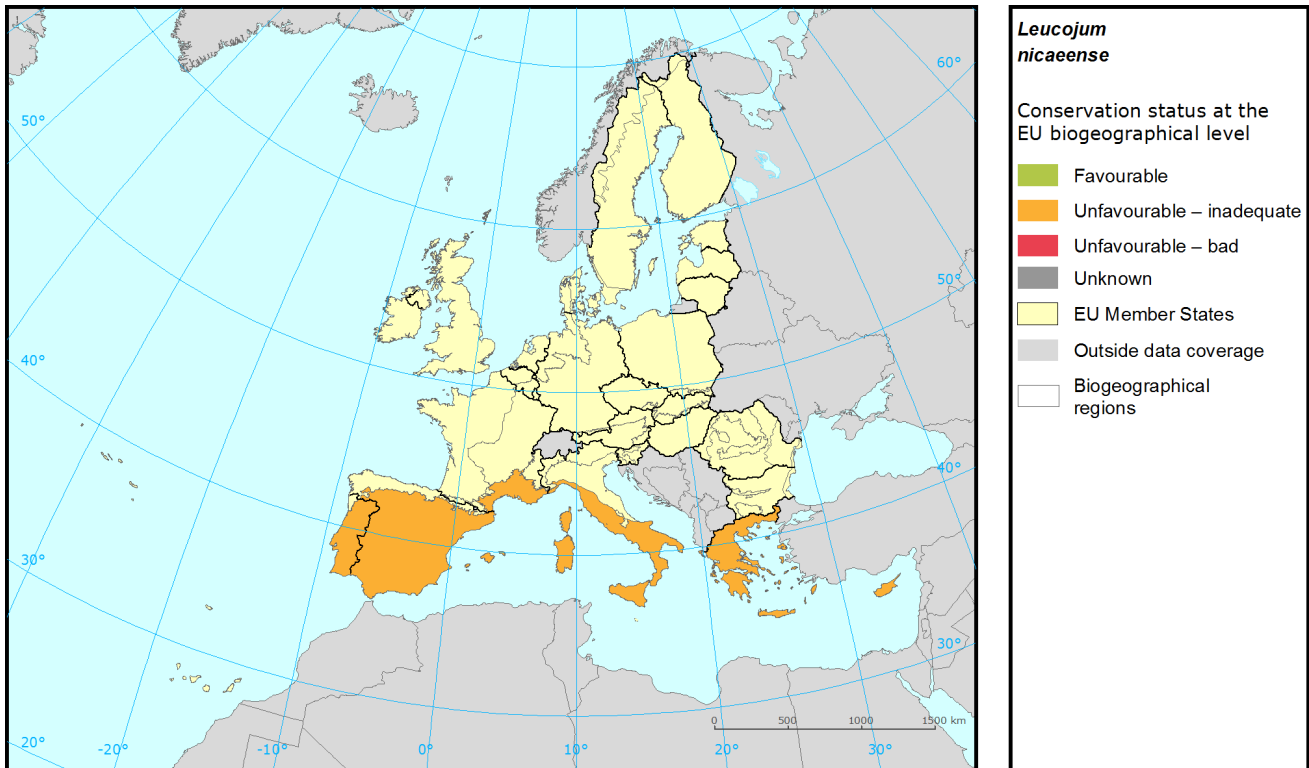 Leucojum
nicaeense
Conservation status at the
EU biogeographical level
Favourable
Unfavourable – inadequate
Unfavourable – bad
Unknown
EU Member States
Outside data coverage
Biogeographical
regions
60°
50°
50°
40°
40°
30°
30°
20°
-20°
-10°
0°
10°
20°
30°
0
500
1000
1500 km